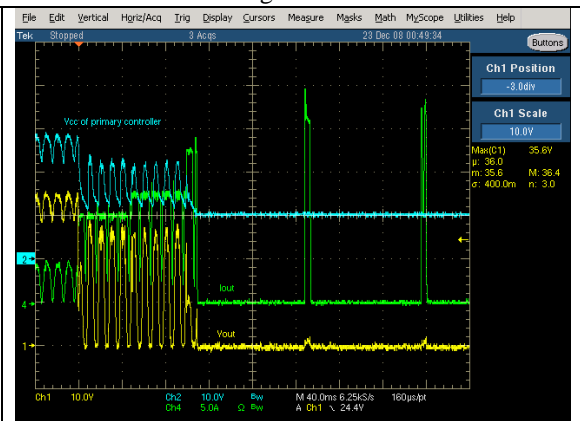 File Edit Vertical Horiz/Acq Trig Display Cursors Measure Masks Math MyScope Utilities Help
Tek Stopped 3 Acqs 23 Dec 08 00:49:34
Buttons
Ch1 Position
-3.0div
Ch1 Scale
10.0V
Vcc of primary controller
Max(C1) 35.6V
µ: 36.0
m: 35.6 M: 36.4
σ: 400.0m n: 3.0
2
Iout
4
Vout
1
Ch1 10.0V Ch2 10.0V Bw M 40.0ms 6.25kS/s 160µs/pt
Ch4 5.0A Ω Bw A Ch1 ∖ 24.4V